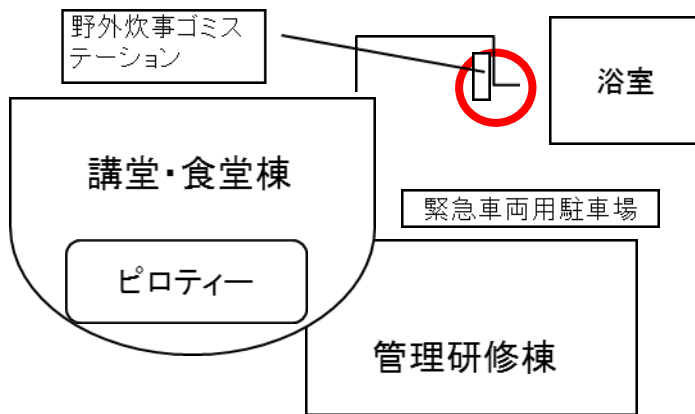 野外炊事ゴミス
テーション
浴室
講堂・食堂棟
緊急車両用駐車場
ピロティー
管理研修棟